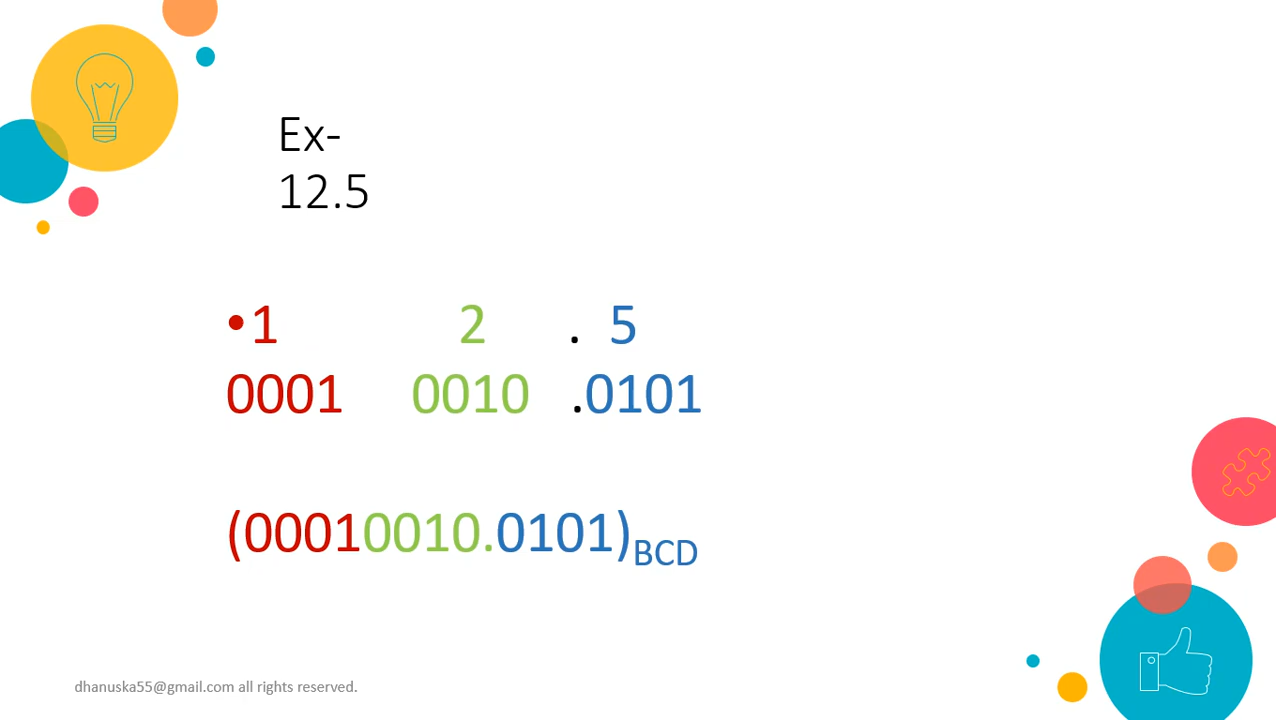 Ex-
12.5
•1 2 . 5
0001 0010 .0101
(00010010.0101)BCD
dhanuska55@gmail.com all rights reserved.